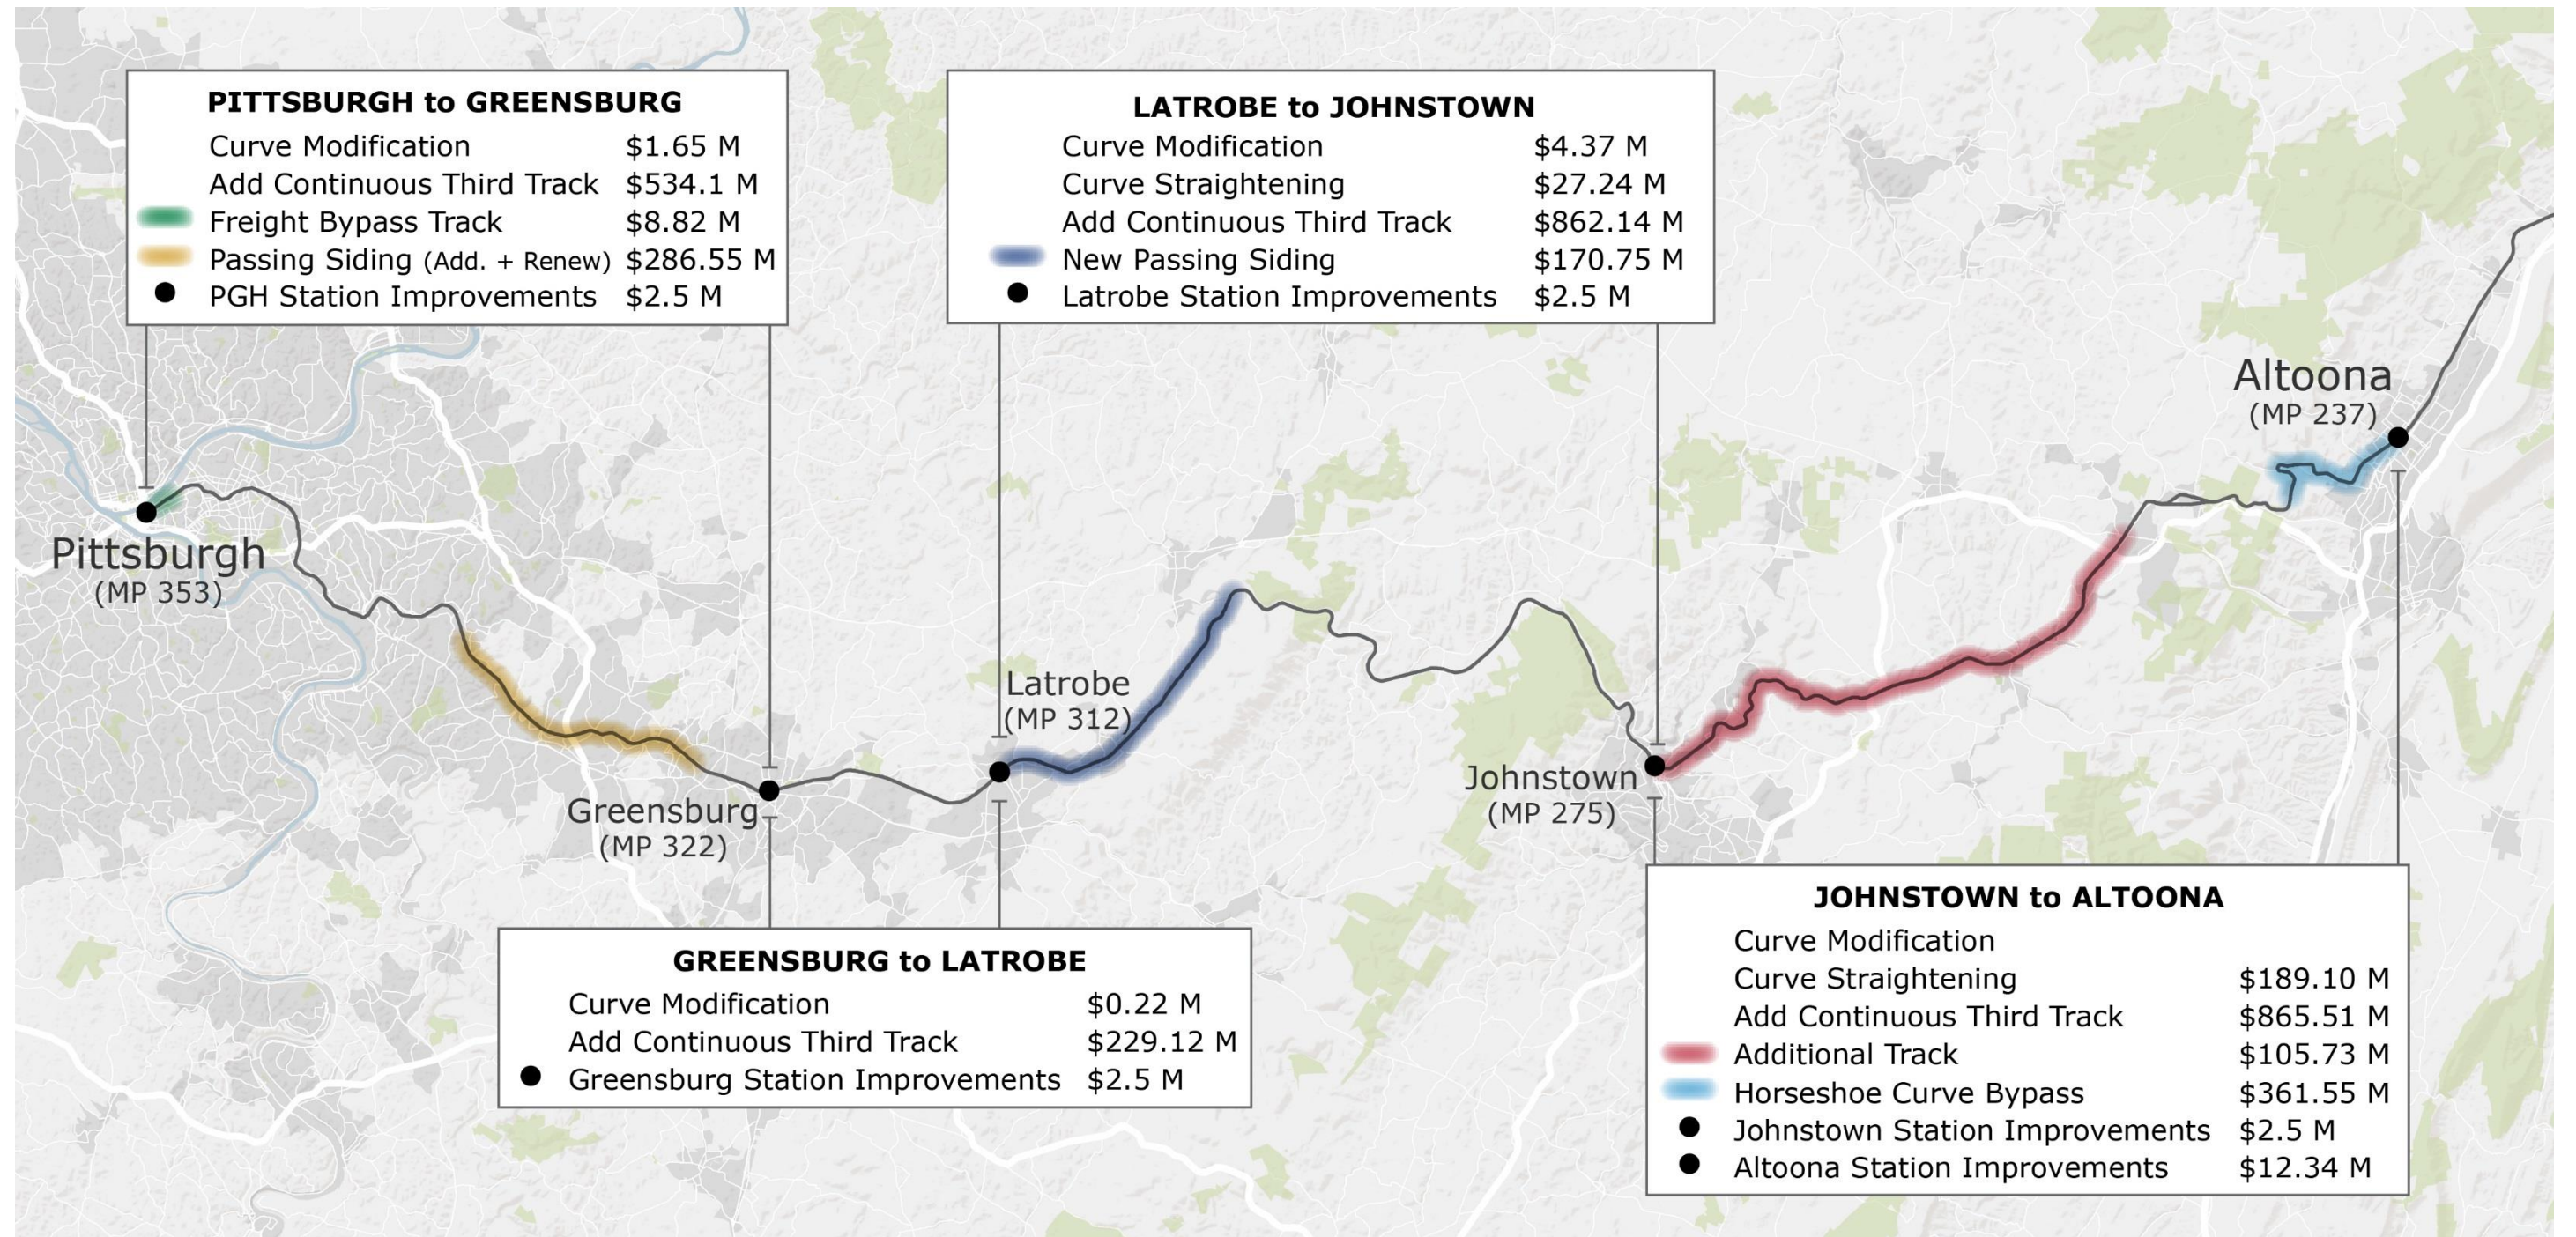 PITTSBURGH to GREENSBURG
Curve Modification $1.65 M
Add Continuous Third Track $534.1 M
Freight Bypass Track $8.82 M
Passing Siding (Add. + Renew) $286.55 M
PGH Station Improvements $2.5 M
LATROBE to JOHNSTOWN
Curve Modification $4.37 M
Curve Straightening $27.24 M
Add Continuous Third Track $862.14 M
New Passing Siding $170.75 M
Latrobe Station Improvements $2.5 M
Altoona
(MP 237)
Pittsburgh
(MP 353)
Latrobe
(MP 312)
Johnstown
(MP 275)
Greensburg
(MP 322)
GREENSBURG to LATROBE
Curve Modification $0.22 M
Add Continuous Third Track $229.12 M
Greensburg Station Improvements $2.5 M
JOHNSTOWN to ALTOONA
Curve Modification
Curve Straightening $189.10 M
Add Continuous Third Track $865.51 M
Additional Track $105.73 M
Horseshoe Curve Bypass $361.55 M
Johnstown Station Improvements $2.5 M
Altoona Station Improvements $12.34 M